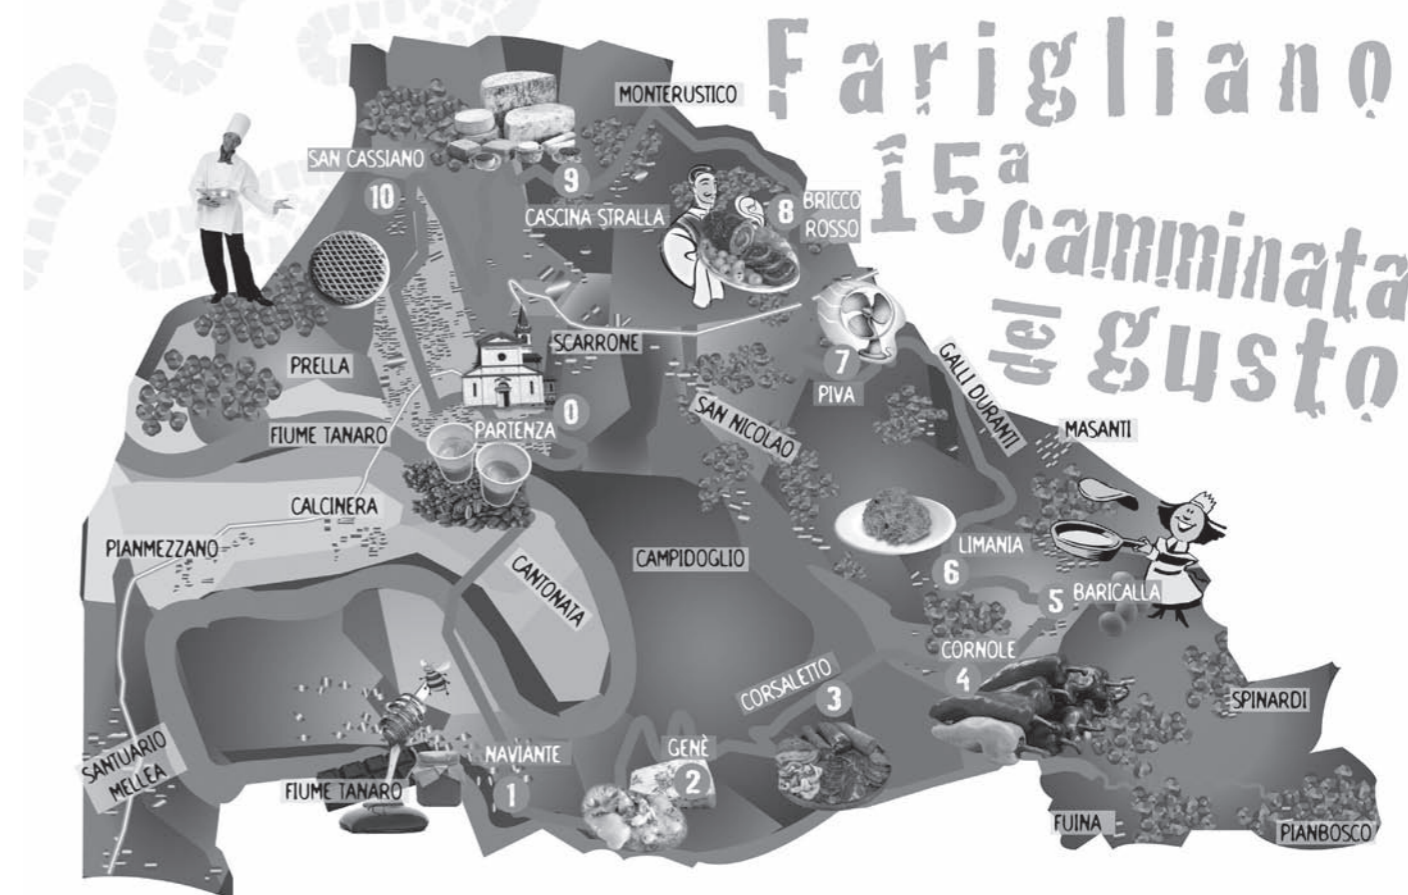 Farigliano
15ª
camminata
del gusto
MONTERUSTICO
SAN CASSIANO
10
9
CASCINA STRALLA
8 BRICCO
ROSSO
SCARRONE
PRELLA
7
PIVA
GALLI DURANTI
0
PARTENZA
FIUME TANARO
SAN NICOLAO
MASANTI
CALCINERA
PIANMEZZANO
CAMPIDOGLIO
LIMANIA
6
CANTONATA
5 BARICALLA
CORNOLE
4
CORSALETTO
3
SPINARDI
SANTUARIO
MELLEA
NAVIANTE
1
GENÈ
2
FIUME TANARO
FUINA
PIANBOSCO